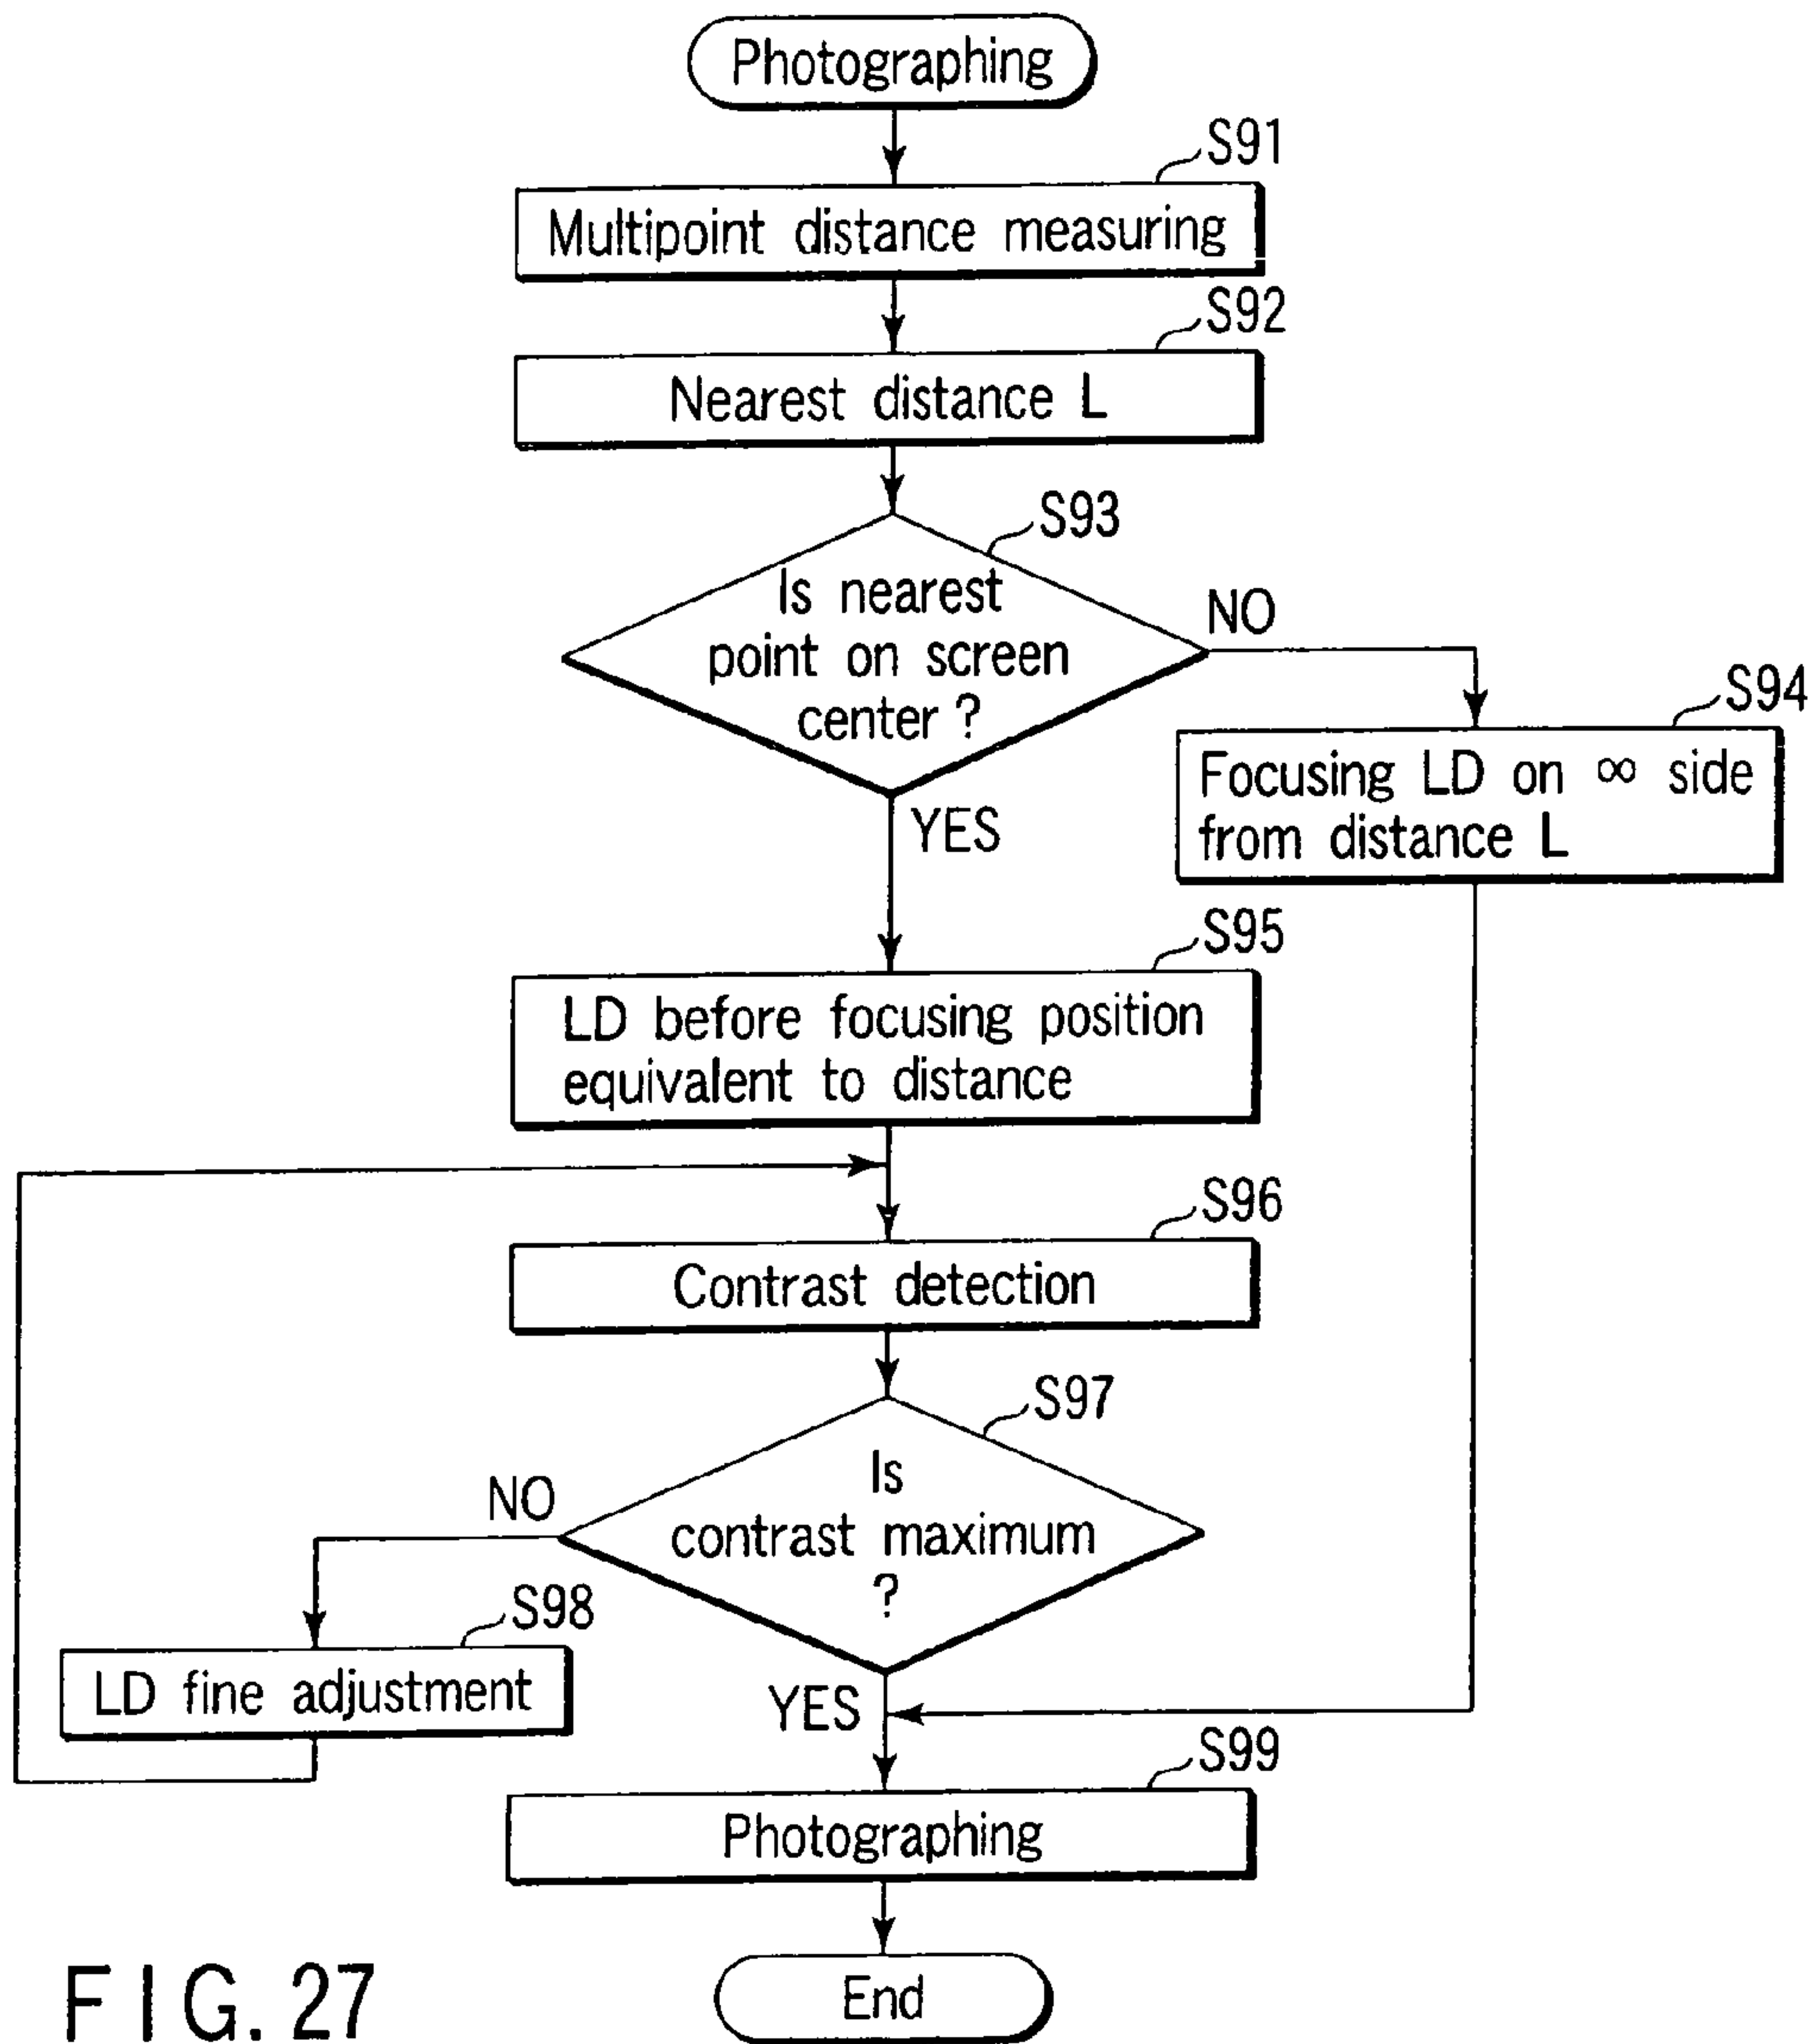 Photographing
S91
Multipoint distance measuring
S92
Nearest distance L
S93
Is nearest
point on screen
center ?
NO
YES
S94
Focusing LD on ∞ side
from distance L
S95
LD before focusing position
equivalent to distance
S96
Contrast detection
S97
Is
contrast maximum
?
NO
S98
LD fine adjustment
YES
S99
Photographing
End
FIG. 27